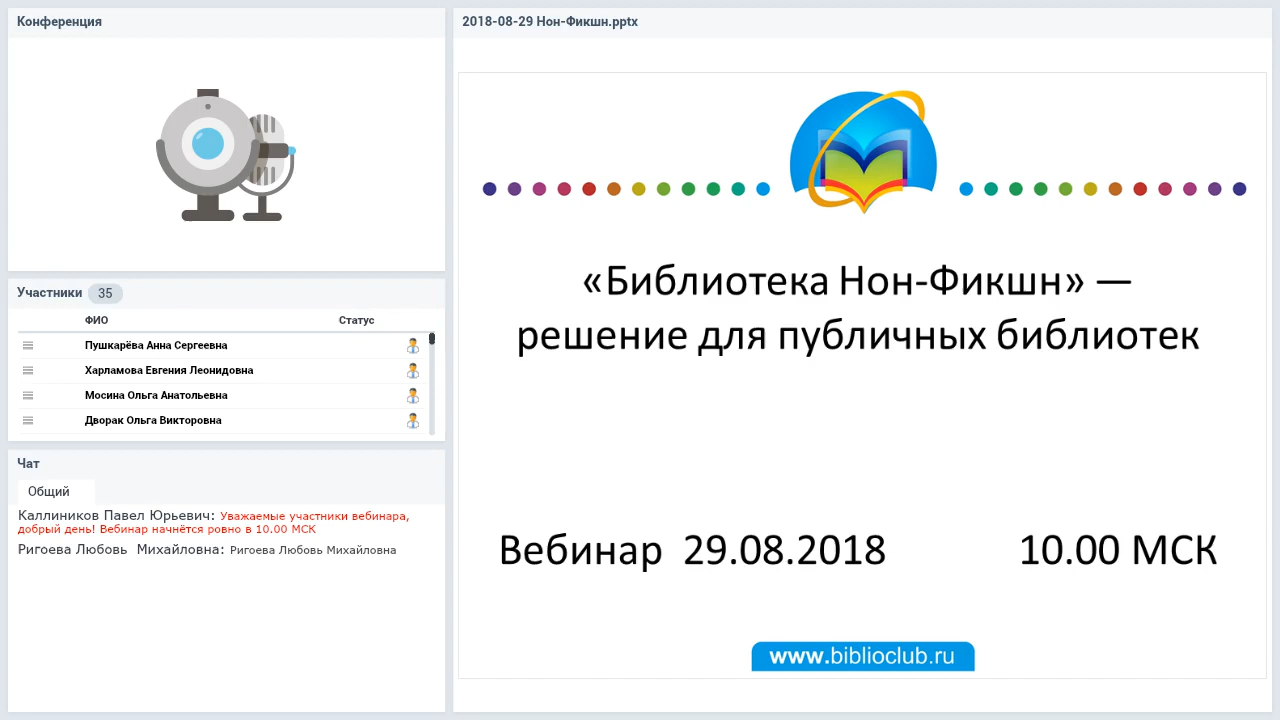 Конференция
Участники 35
ФИО Статус
Пушкарёва Анна Сергеевна
Харламова Евгения Леонидовна
Мосина Ольга Анатольевна
Дворак Ольга Викторовна
Чат
Общий
Каллиников Павел Юрьевич: Уважаемые участники вебинара,
добрый день! Вебинар начнётся ровно в 10.00 МСК
Ригоева Любовь  Михайловна: Ригоева Любовь Михайловна
2018-08-29 Нон-Фикшн.pptx
«Библиотека Нон-Фикшн» —
решение для публичных библиотек
Вебинар  29.08.2018 10.00 МСК
www.biblioclub.ru